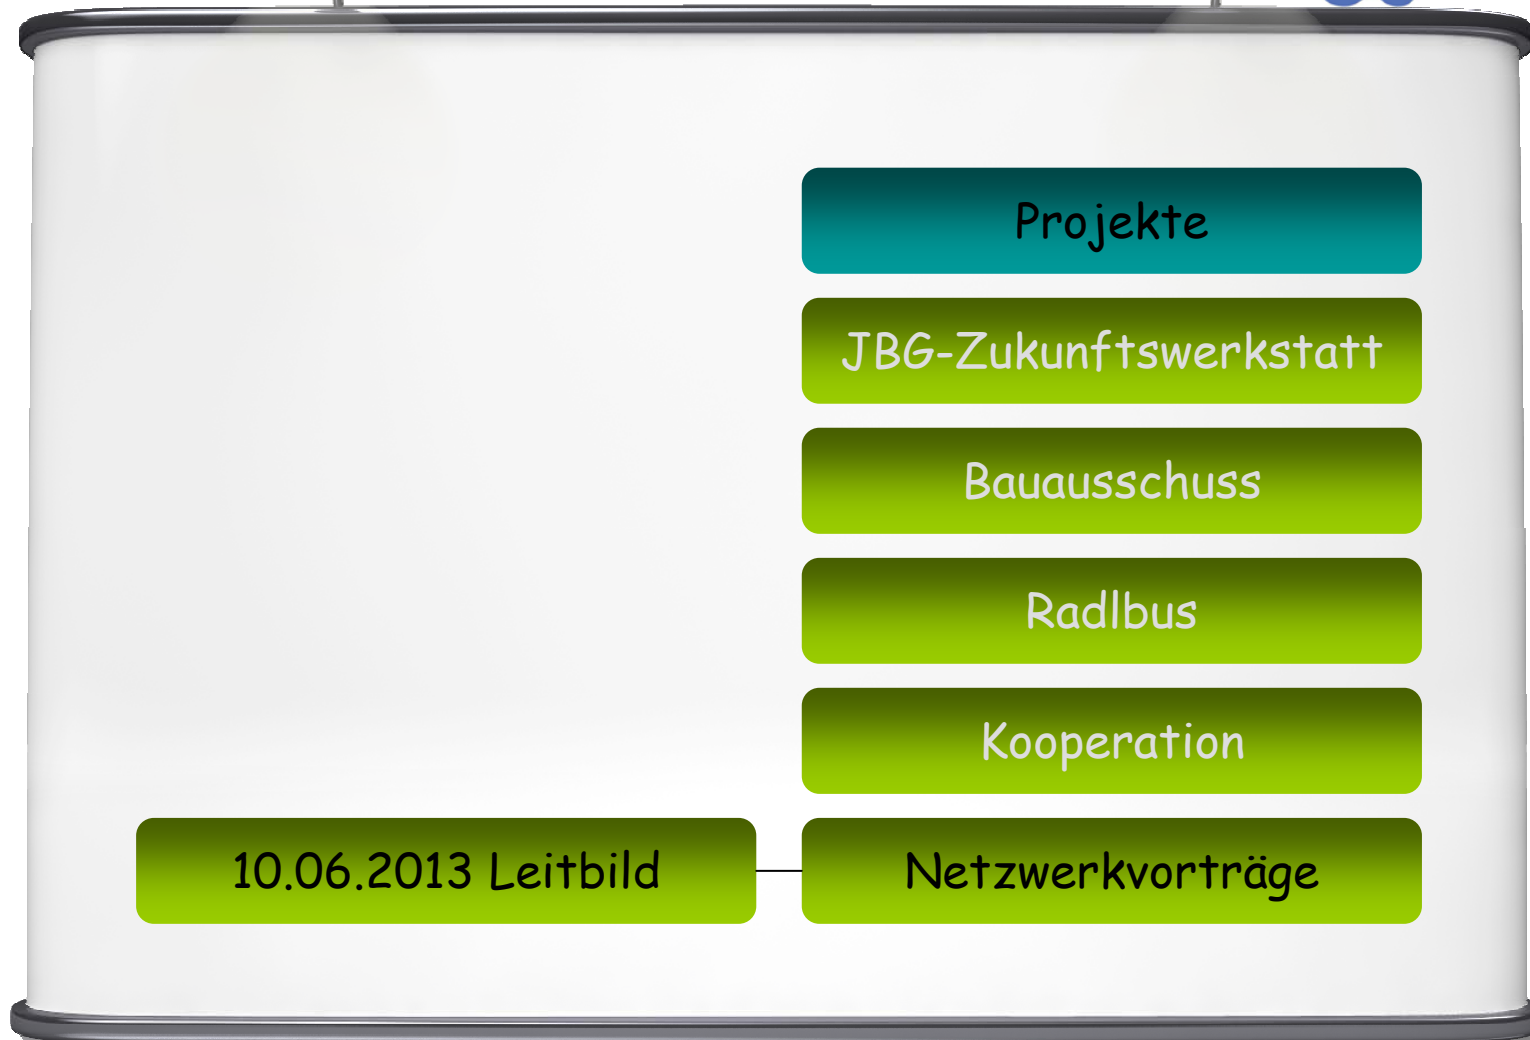 Projekte
JBG-Zukunftswerkstatt
Bauausschuss
Radlbus
Kooperation
10.06.2013 Leitbild
Netzwerkvorträge